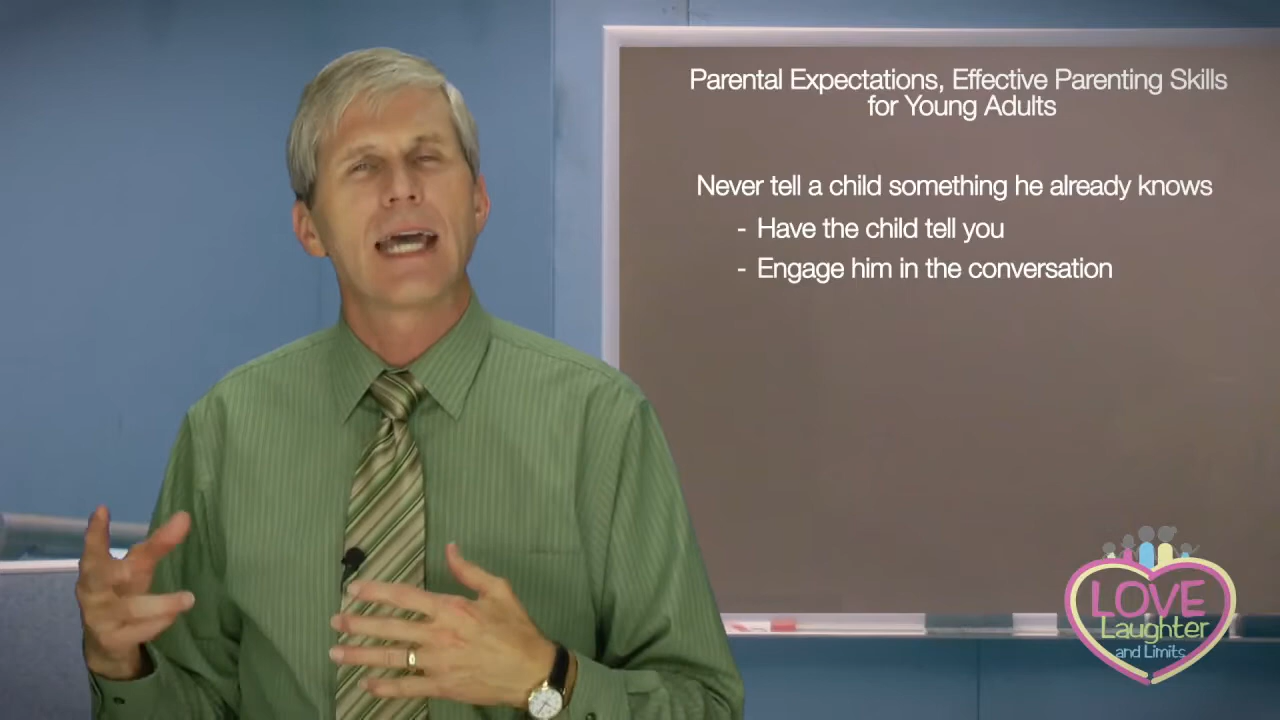 Parental Expectations, Effective Parenting Skills
for Young Adults
Never tell a child something he already knows
- Have the child tell you
- Engage him in the conversation
LOVE
Laughter
and Limits